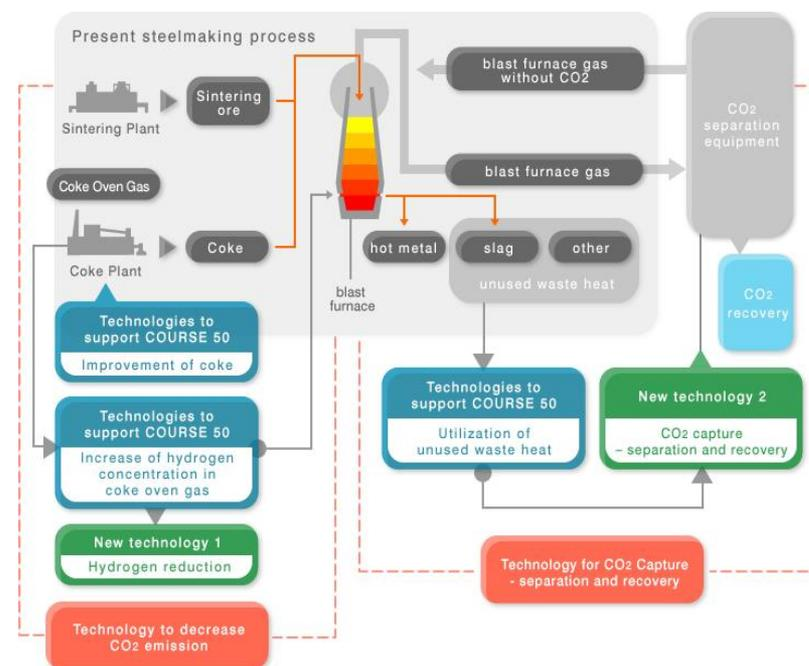 Present steelmaking process
Sintering Plant
Sintering
ore
Coke Oven Gas
Coke Plant
Coke
blast furnace gas
without CO2
blast furnace gas
CO2
separation
equipment
hot metal
slag
other
unused waste heat
blast
furnace
CO2
recovery
Technologies to
support COURSE 50
Improvement of coke
Technologies to
support COURSE 50
Increase of hydrogen
concentration in
coke oven gas
New technology 1
Hydrogen reduction
Technology to decrease
CO2 emission
Technologies to
support COURSE 50
Utilization of
unused waste heat
New technology 2
CO2 capture
– separation and recovery
Technology for CO2 Capture
- separation and recovery